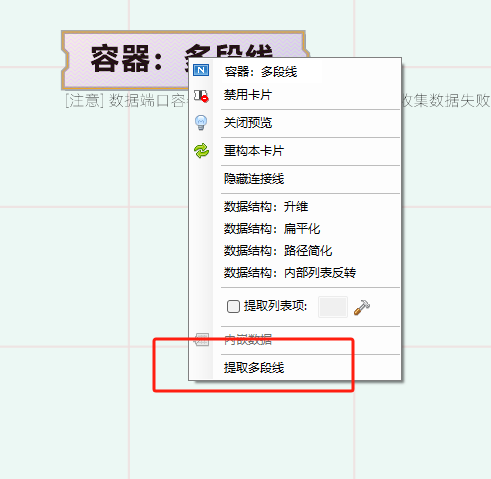 容器：多段线
[注意] 数据端口容
收集数据失败
容器：多段线
禁用卡片
关闭预览
重构本卡片
隐藏连接线
数据结构：升维
数据结构：扁平化
数据结构：路径简化
数据结构：内部列表反转
提取列表项:
内嵌数据
提取多段线